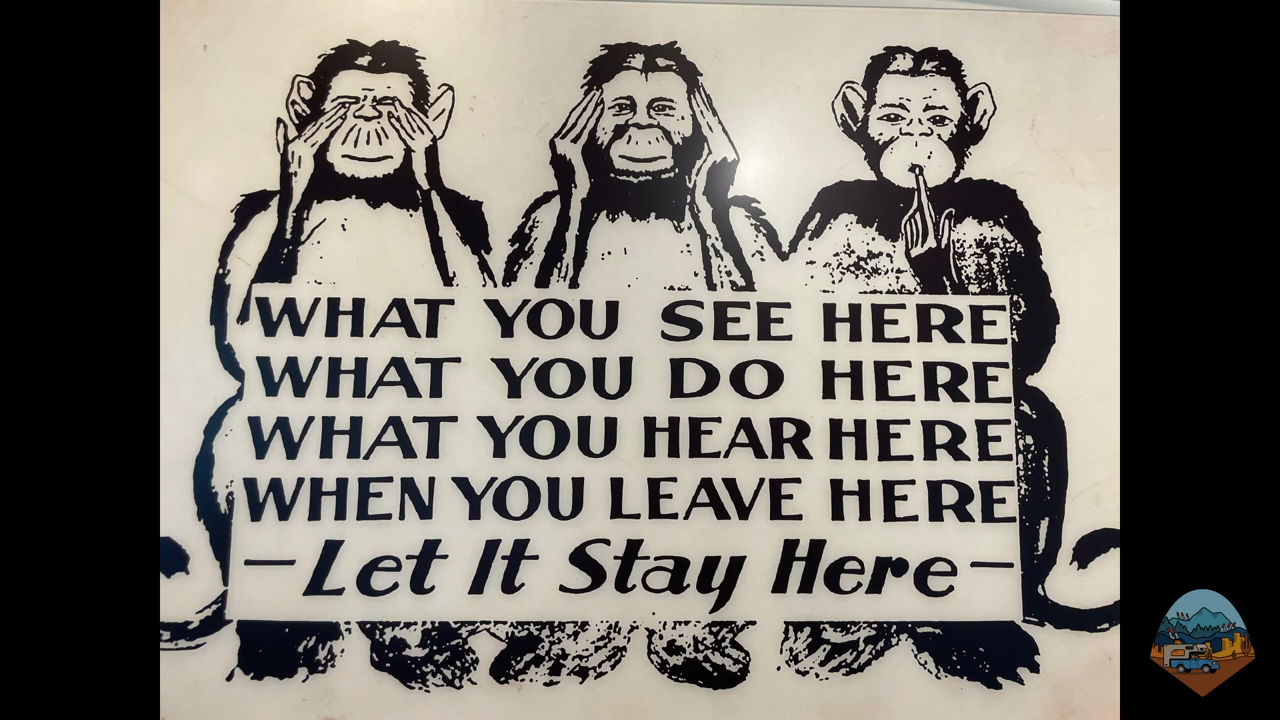 WHAT YOU SEE HERE
WHAT YOU DO HERE
WHAT YOU HEAR HERE
WHEN YOU LEAVE HERE
—Let It Stay Here—